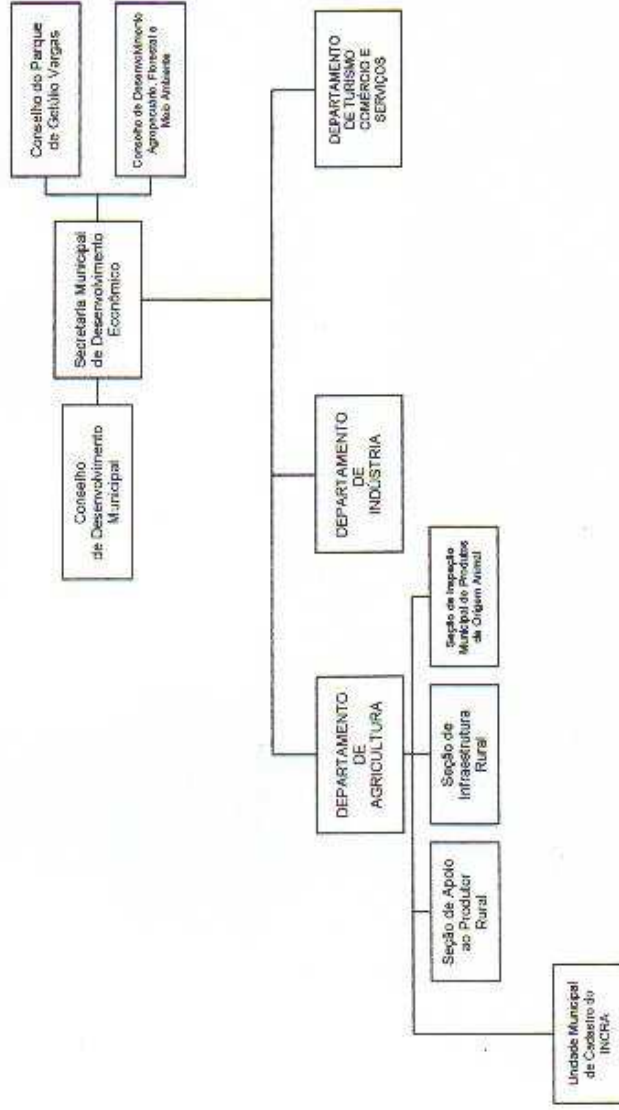 Conselho
de Desenvolvimento
Municipal
Secretaria Municipal
de Desenvolvimento
Econômico
Conselho do Parque
de Getúlio Vargas
Conselho de Desenvolvimento
Agropecuário, Florestal e
Meio Ambiente
DEPARTAMENTO
DE
AGRICULTURA
DEPARTAMENTO
DE
INDÚSTRIA
DEPARTAMENTO
DE TURISMO
COMÉRCIO E
SERVIÇOS
Seção de Apoio
ao Produtor
Rural
Seção de
Infraestrutura
Rural
Seção de Inspeção
Municipal de Produtos
de Origem Animal
Unidade Municipal
de Cadastro do
INCRA